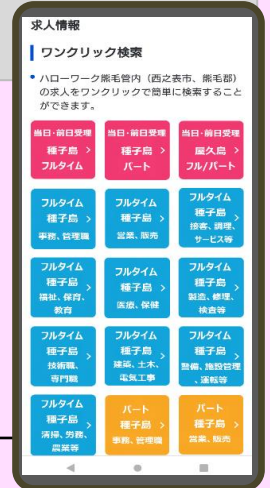 求人情報
ワンクリック検索
・ハローワーク熊毛管内（西之表市、熊毛郡）
の求人をワンクリックで簡単に検索すること
ができます。
当日・前日受理
種子島
フルタイム
当日・前日受理
種子島
パート
当日・前日受理
屋久島
フル/パート
フルタイム
種子島
事務、管理職
フルタイム
種子島
営業、販売
フルタイム
種子島
接客、調理、
サービス等
フルタイム
種子島
福祉、保育、
教育
フルタイム
種子島
医療、保健
フルタイム
種子島
製造、修理、
検査等
フルタイム
種子島
技術職、
専門職
フルタイム
種子島
建築、土木、
電気工事
フルタイム
種子島
警備、施設管理
、運転等
フルタイム
種子島
清掃、労務、
農業等
パート
種子島
事務、管理職
パート
種子島
営業、販売